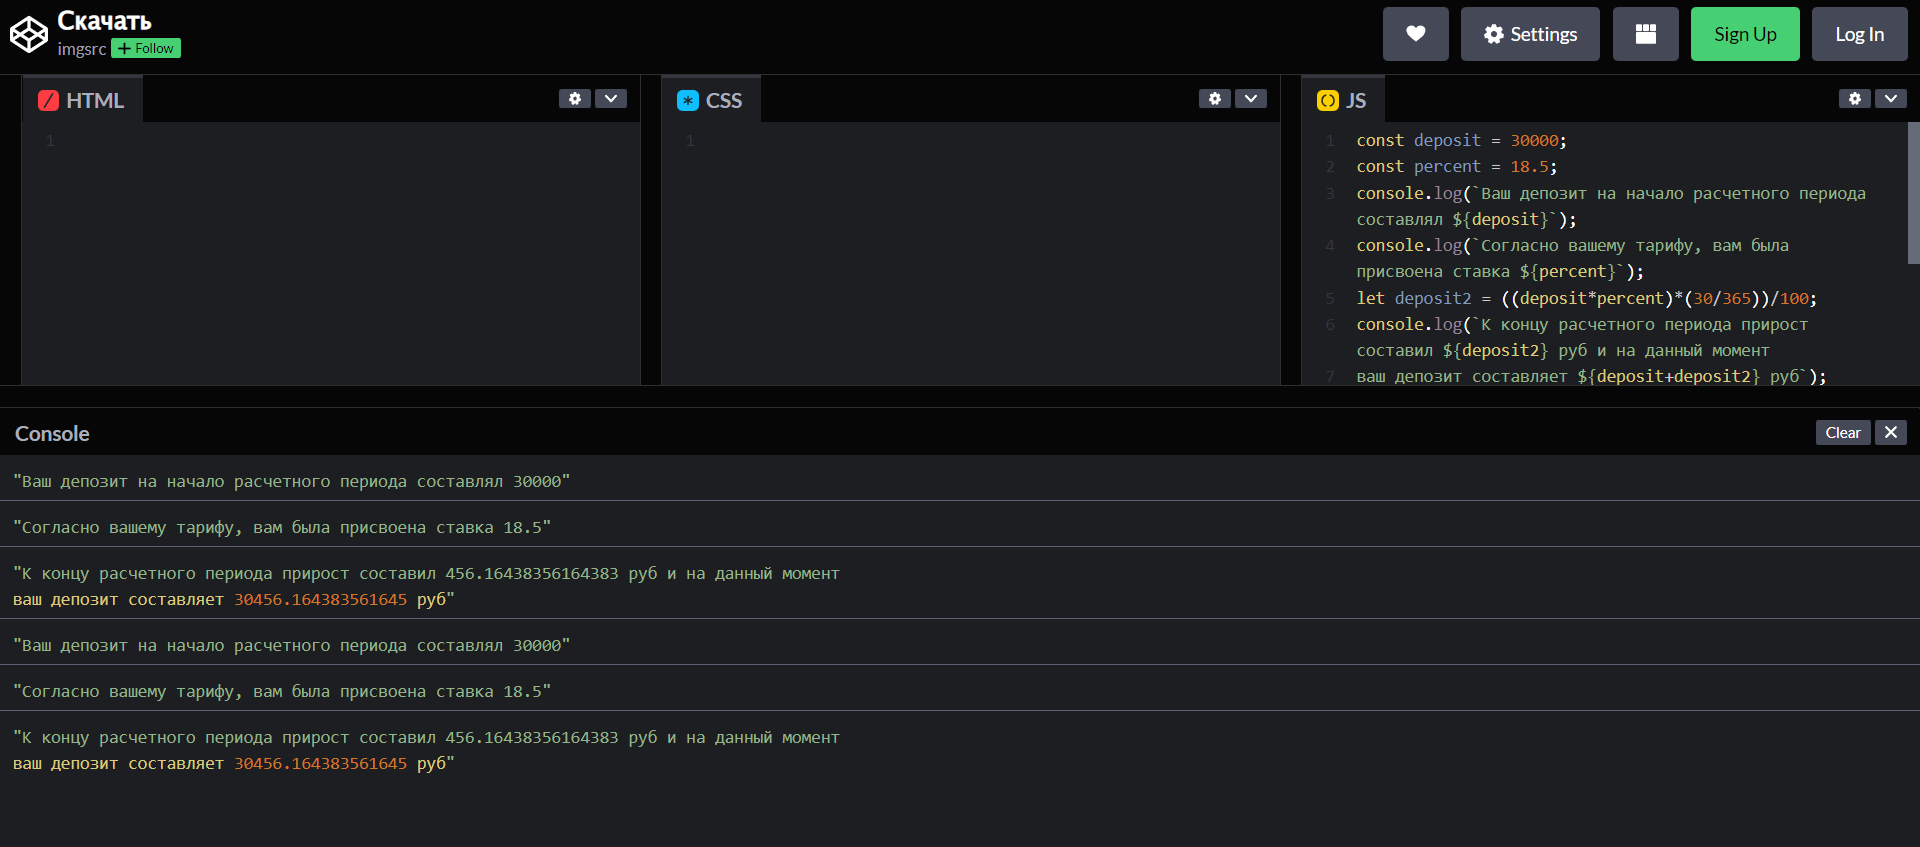 Скачать
imgsrc + Follow
Settings
Sign Up
Log In
HTML
CSS
JS
1
1
1 const deposit = 30000;
2 const percent = 18.5;
3 console.log(`Ваш депозит на начало расчетного периода
составлял ${deposit}`);
4 console.log(`Согласно вашему тарифу, вам была
присвоена ставка ${percent}`);
5 let deposit2 = ((deposit*percent)*(30/365))/100;
6 console.log(`К концу расчетного периода прирост
составил ${deposit2} руб и на данный момент
7 ваш депозит составляет ${deposit+deposit2} руб`);
Console
Clear
"Ваш депозит на начало расчетного периода составлял 30000"
"Согласно вашему тарифу, вам была присвоена ставка 18.5"
"К концу расчетного периода прирост составил 456.16438356164383 руб и на данный момент
ваш депозит составляет 30456.164383561645 руб"
"Ваш депозит на начало расчетного периода составлял 30000"
"Согласно вашему тарифу, вам была присвоена ставка 18.5"
"К концу расчетного периода прирост составил 456.16438356164383 руб и на данный момент
ваш депозит составляет 30456.164383561645 руб"